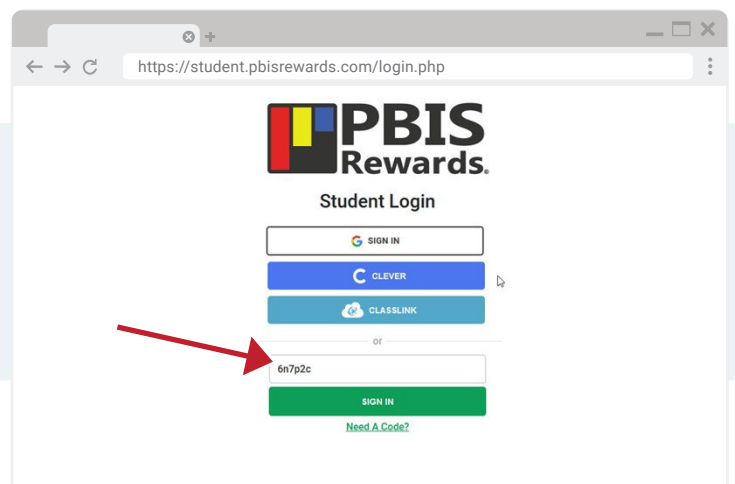 https://student.pbisrewards.com/login.php
PBIS
Rewards.
Student Login
SIGN IN
CLEVER
CLASSLINK
or
6n7p2c
SIGN IN
Need A Code?